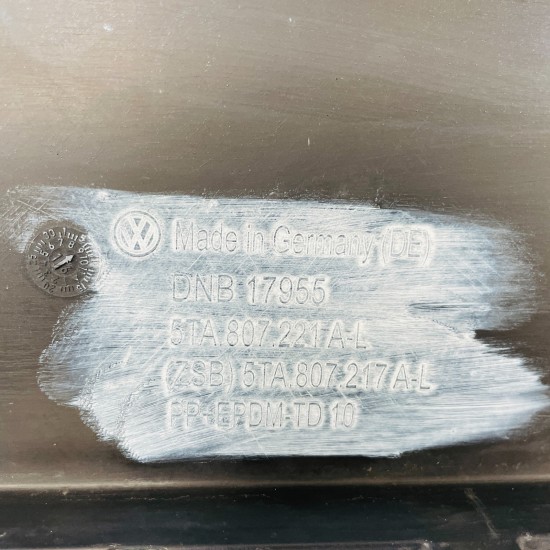 Made in Germany (DE)
DNB 17955
5TA.807.221 A-L
(ZSB) 5TA.807.217 A-L
PP+EPDM-TD 10